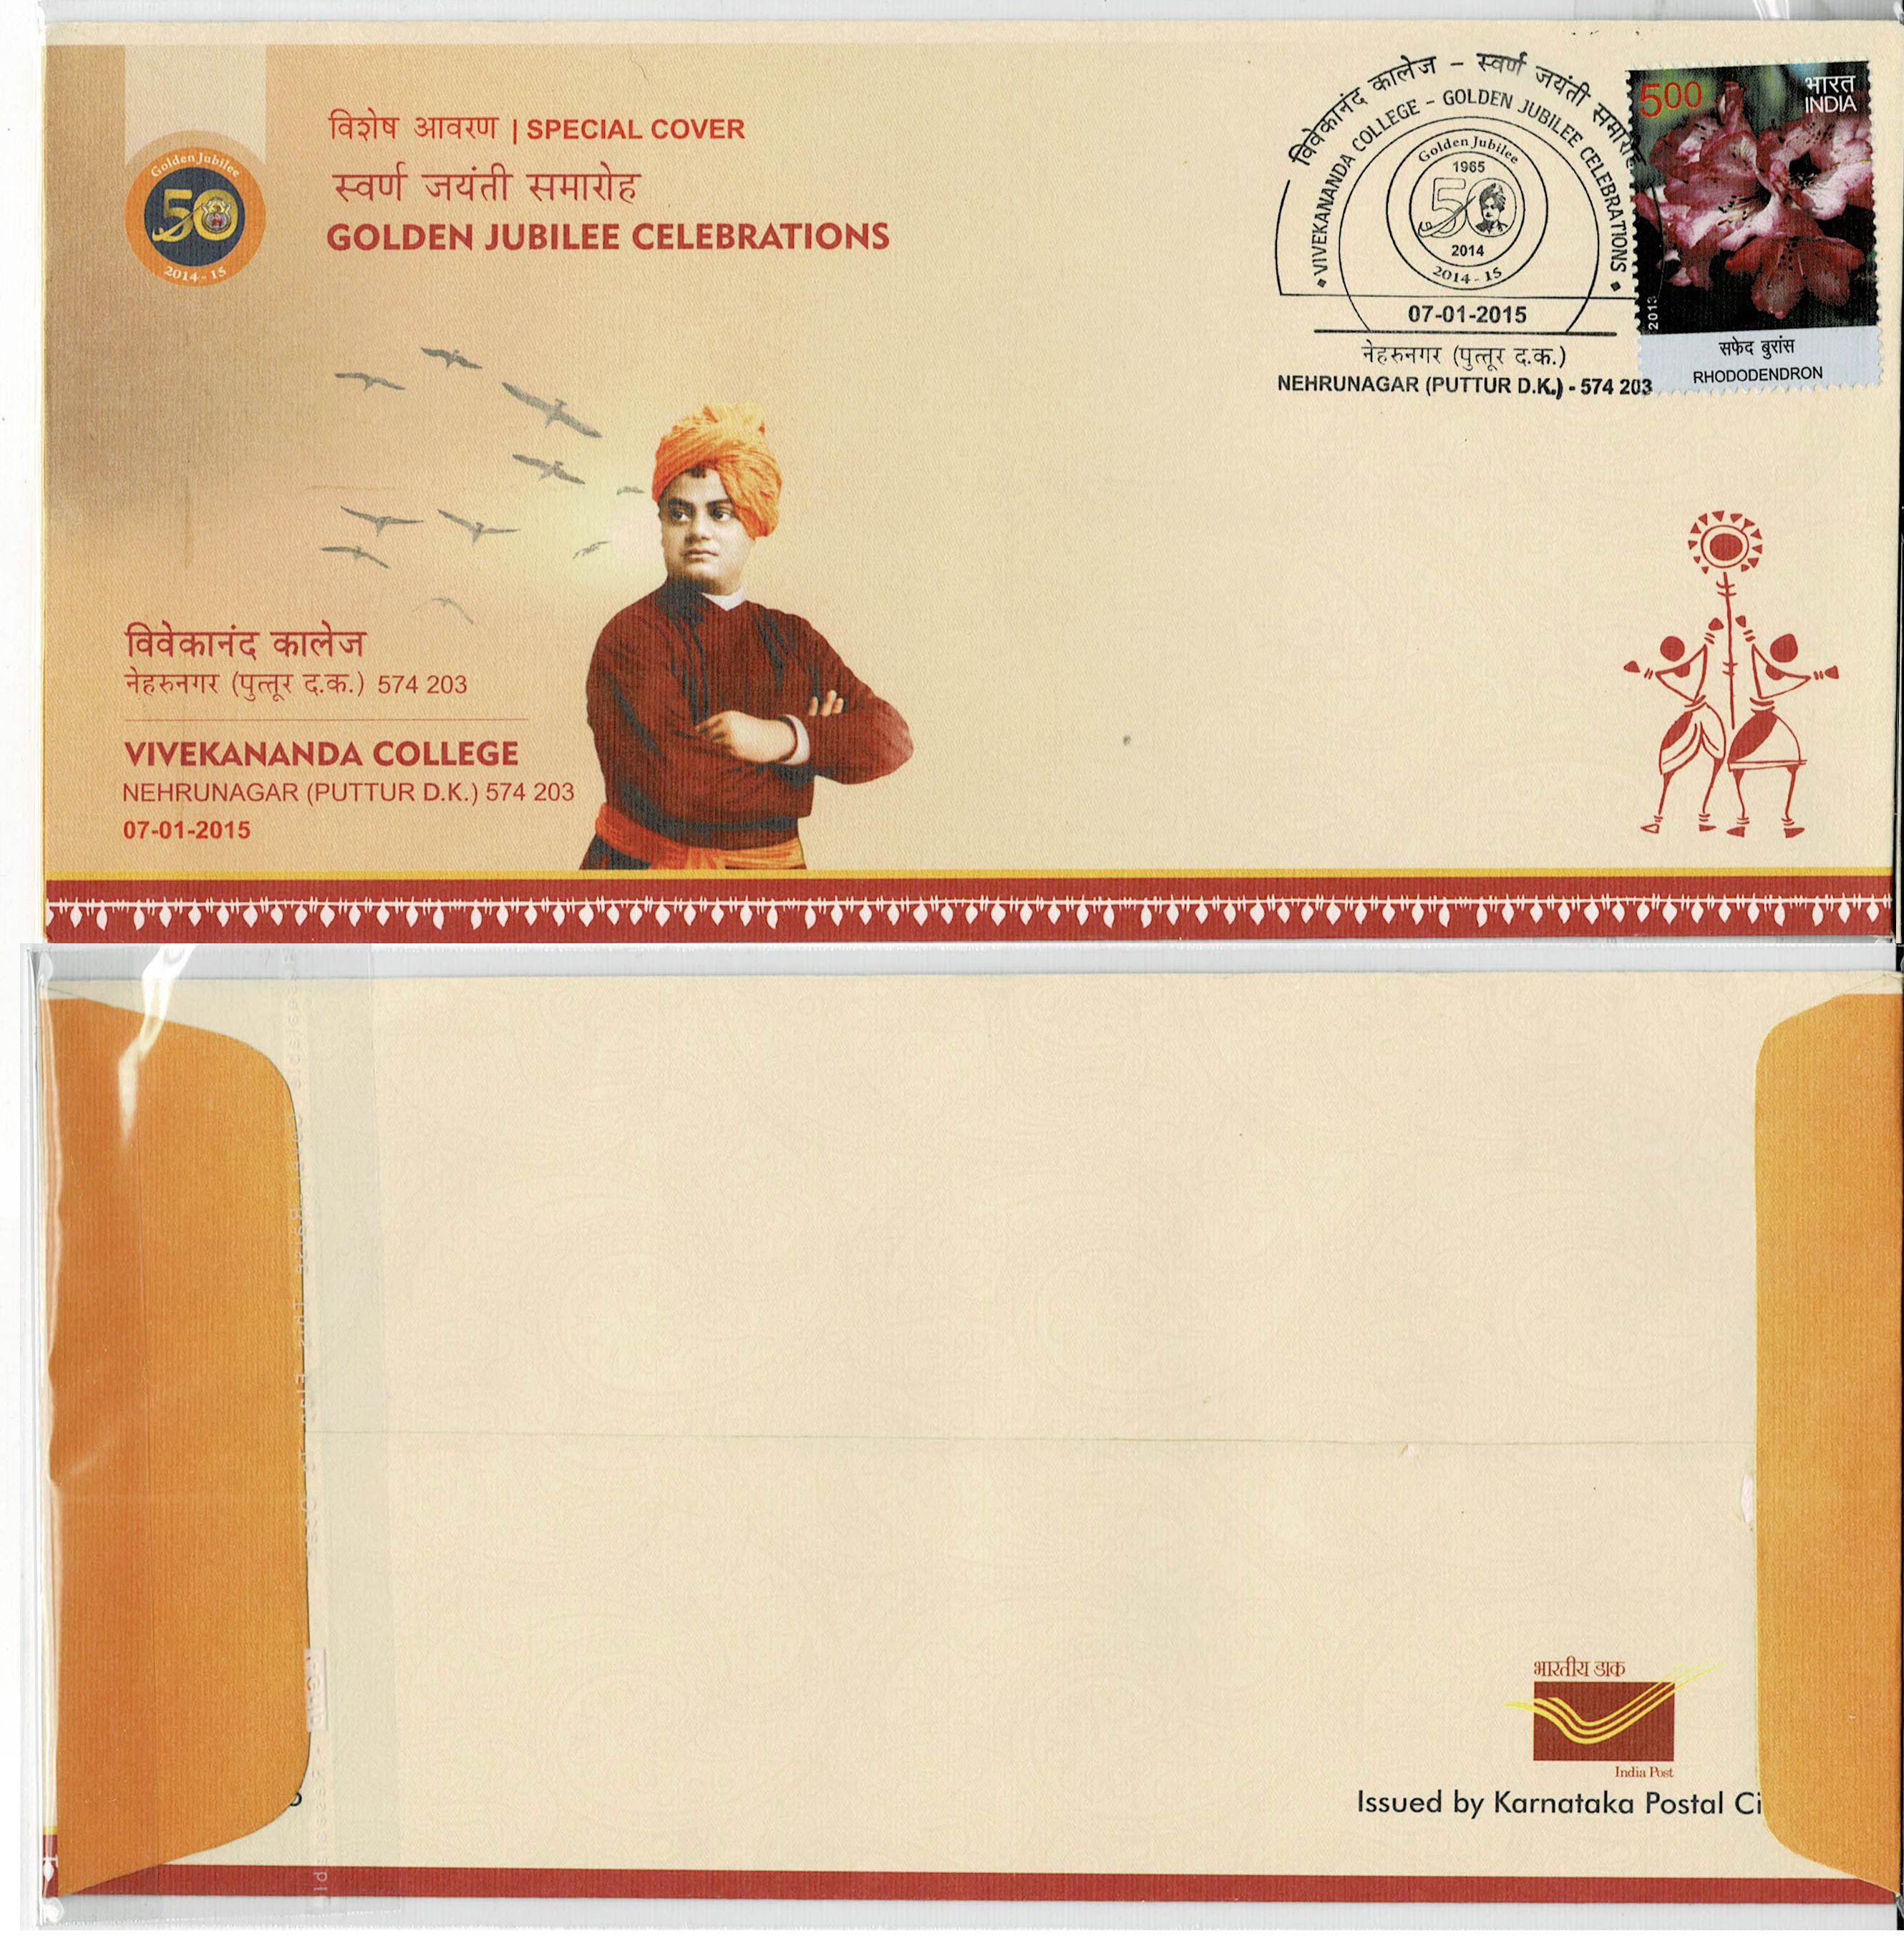 विशेष आवरण | SPECIAL COVER
स्वर्ण जयंती समारोह
GOLDEN JUBILEE CELEBRATIONS
Golden Jubilee
50
2014-15
विवेकानंद कालेज - स्वर्ण जयंती समारोह
VIVEKANANDA COLLEGE - GOLDEN JUBILEE CELEBRATIONS
Golden Jubilee
1965
50
2014
2014-15
07-01-2015
नेहरुनगर (पुत्तूर द.क.)
NEHRUNAGAR (PUTTUR D.K.) - 574 203
500
भारत
INDIA
2013
सफेद बुरांस
RHODODENDRON
विवेकानंद कालेज
नेहरुनगर (पुत्तूर द.क.) 574 203
VIVEKANANDA COLLEGE
NEHRUNAGAR (PUTTUR D.K.) 574 203
07-01-2015
भारतीय डाक
India Post
Issued by Karnataka Postal Ci